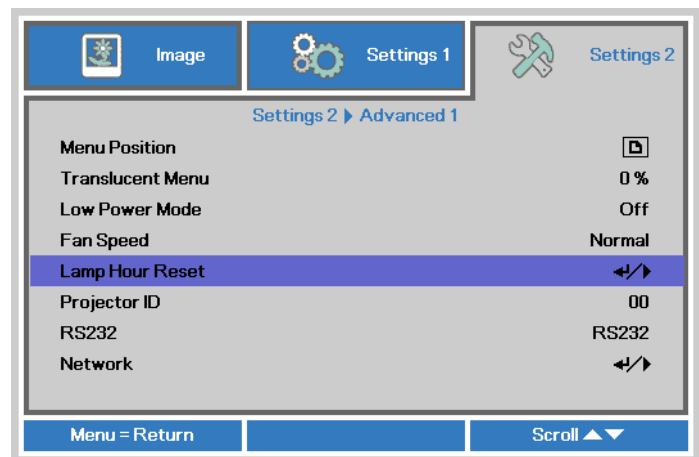 Image Settings 1 Settings 2
Settings 2 Advanced 1
Menu Position
Translucent Menu 0 %
Low Power Mode Off
Fan Speed Normal
Lamp Hour Reset ↵/▶
Projector ID 00
RS232 RS232
Network ↵/▶
Menu = Return Scroll ▲▼